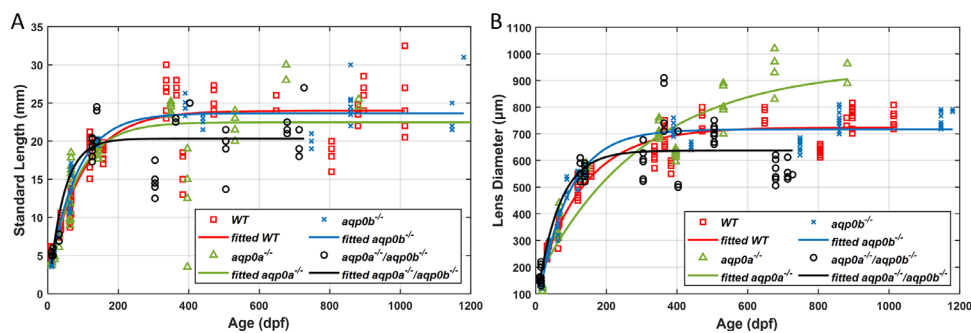 A
Standard Length (mm)
35
30
25
20
15
10
5
0
0 200 400 600 800 1000 1200
Age (dpf)
WT
fitted WT
aqp0a-/-
fitted aqp0a-/-
aqp0b-/-
fitted aqp0b-/-
aqp0a-/-/aqp0b-/-
fitted aqp0a-/-/aqp0b-/-
B
Lens Diameter (µm)
1100
1000
900
800
700
600
500
400
300
200
100
0 200 400 600 800 1000 1200
Age (dpf)
WT
fitted WT
aqp0a-/-
fitted aqp0a-/-
aqp0b-/-
fitted aqp0b-/-
aqp0a-/-/aqp0b-/-
fitted aqp0a-/-/aqp0b-/-